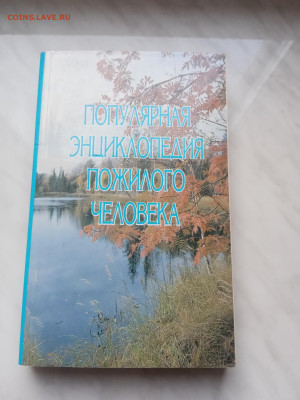 COINS.LAVE.RU
ПОПУЛЯРНАЯ
ЭНЦИКЛОПЕДИЯ
ПОЖИЛОГО
ЧЕЛОВЕКА